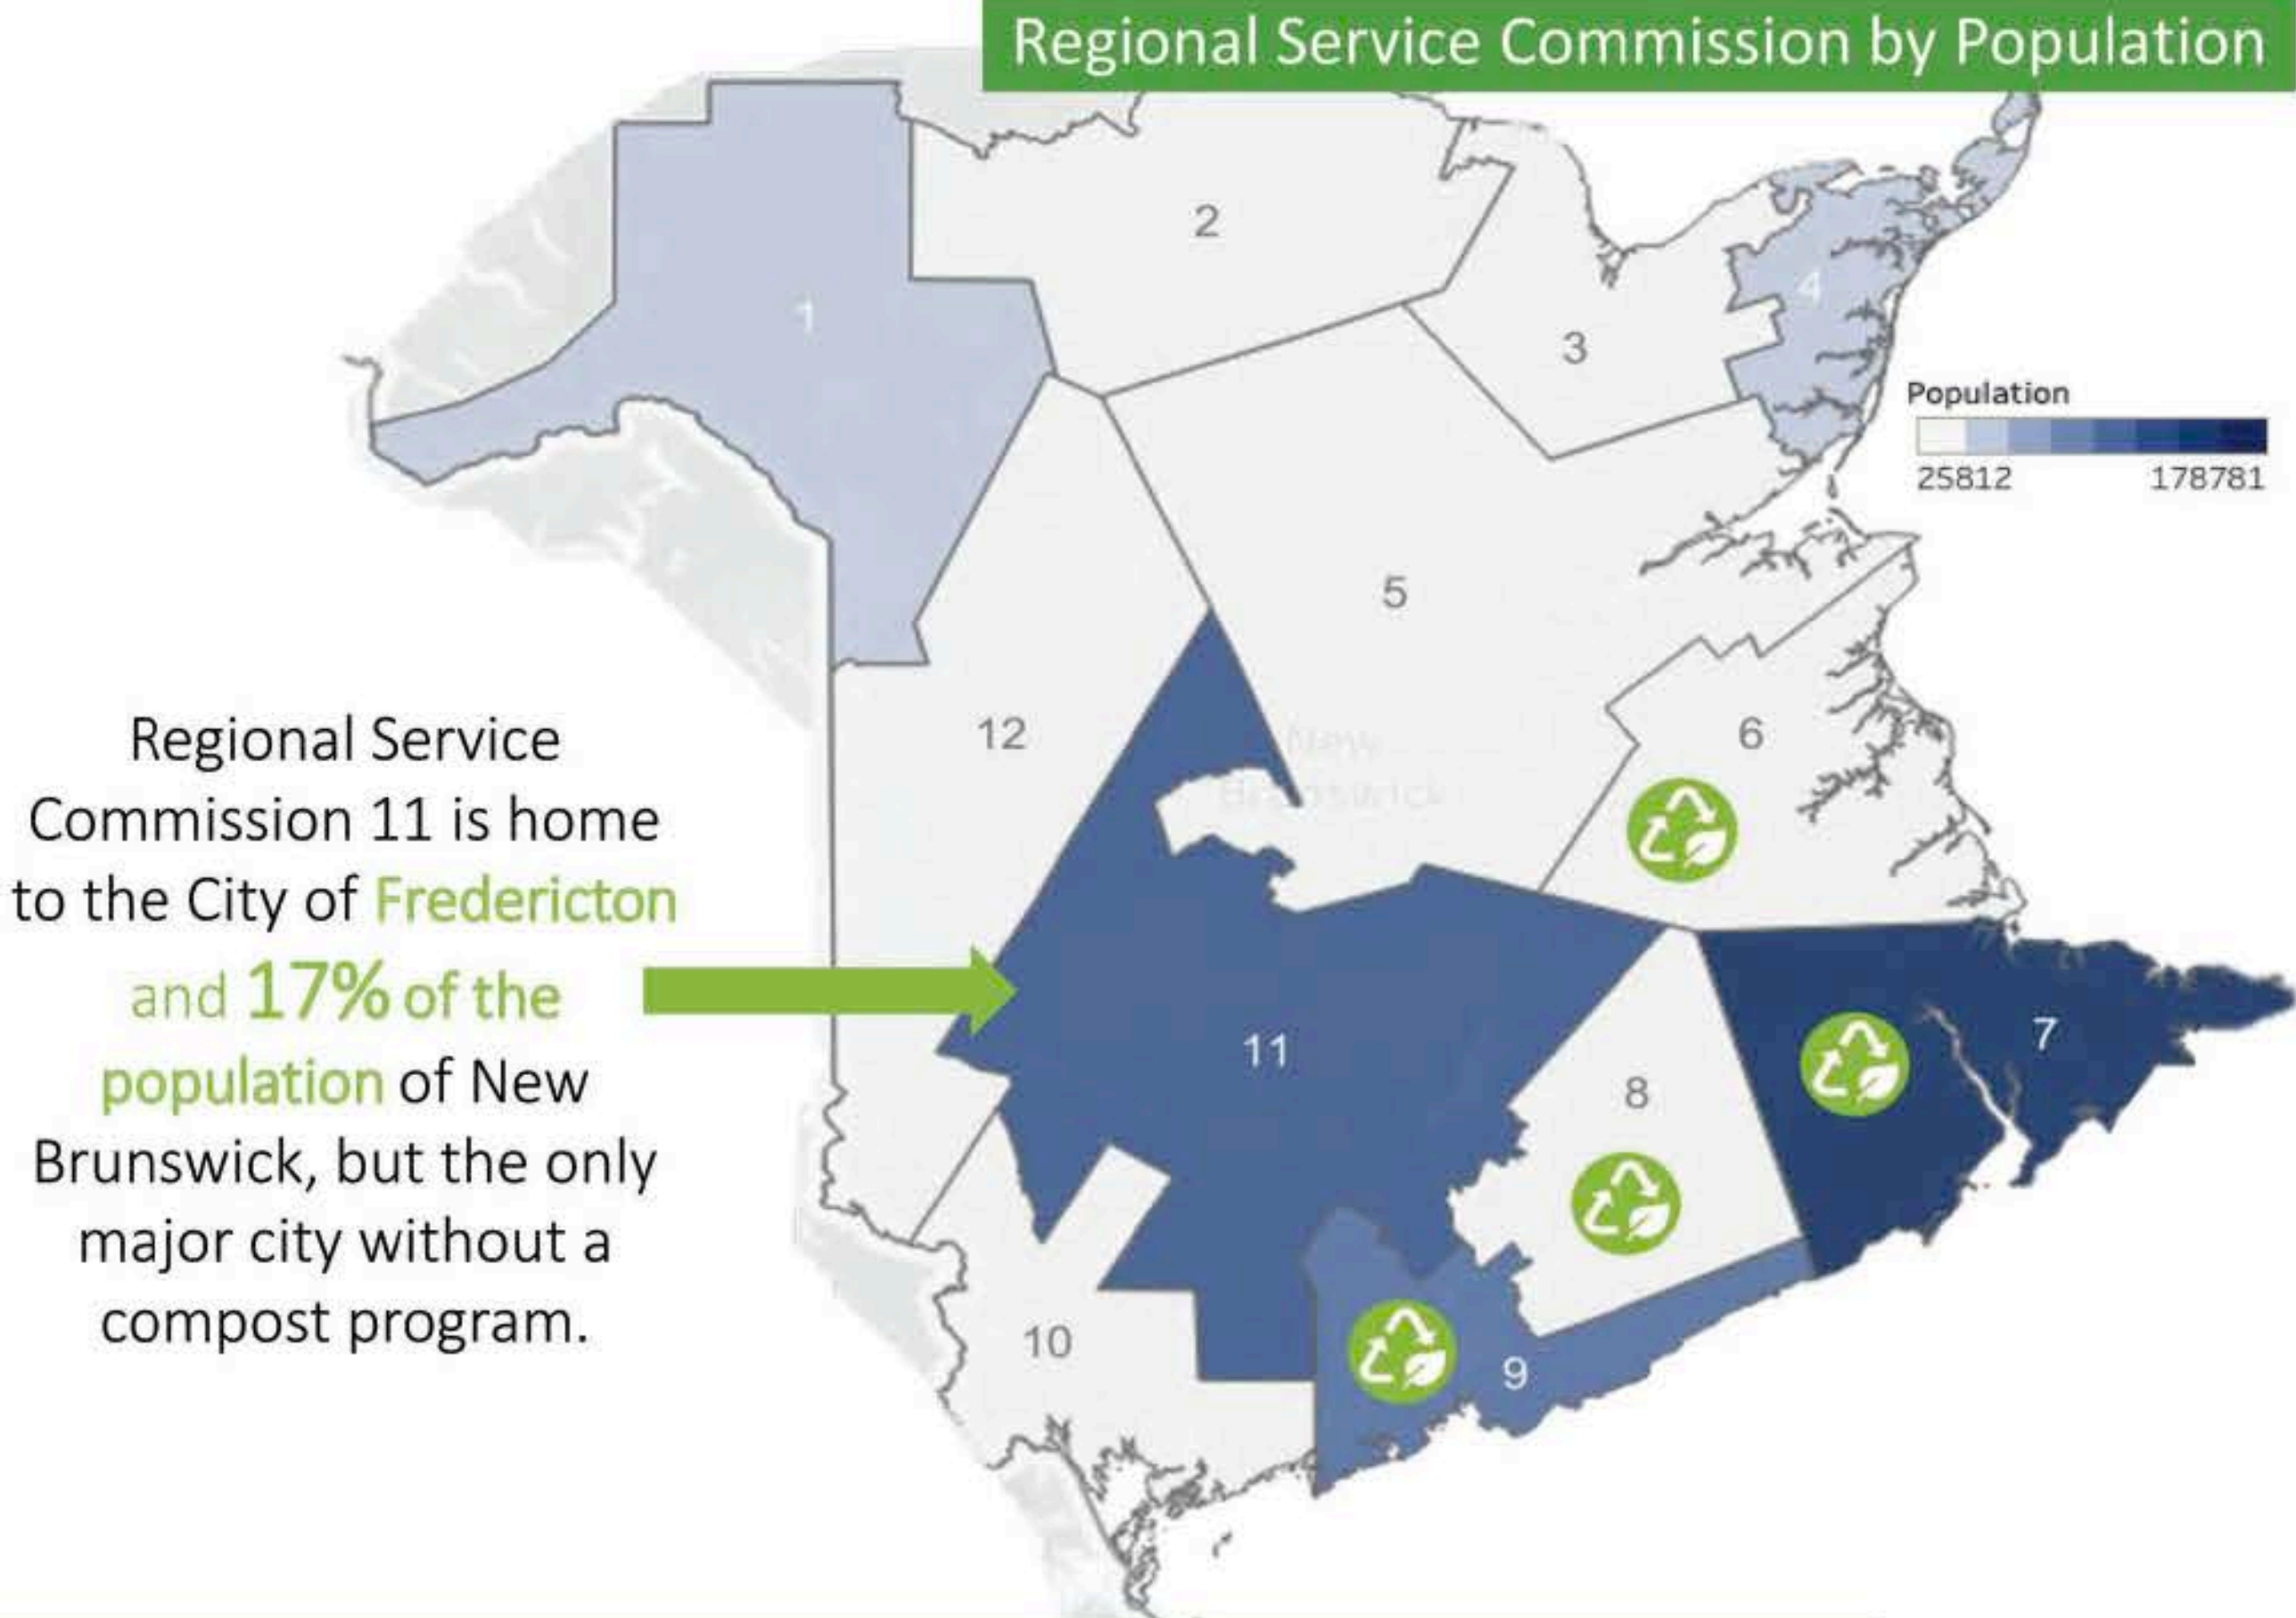 Regional Service Commission by Population
2
1
4
3
Population
25812 178781
5
New
Brunswick
12
6
Regional Service
Commission 11 is home
to the City of Fredericton
and 17% of the
population of New
Brunswick, but the only
major city without a
compost program.
11
7
8
10
9